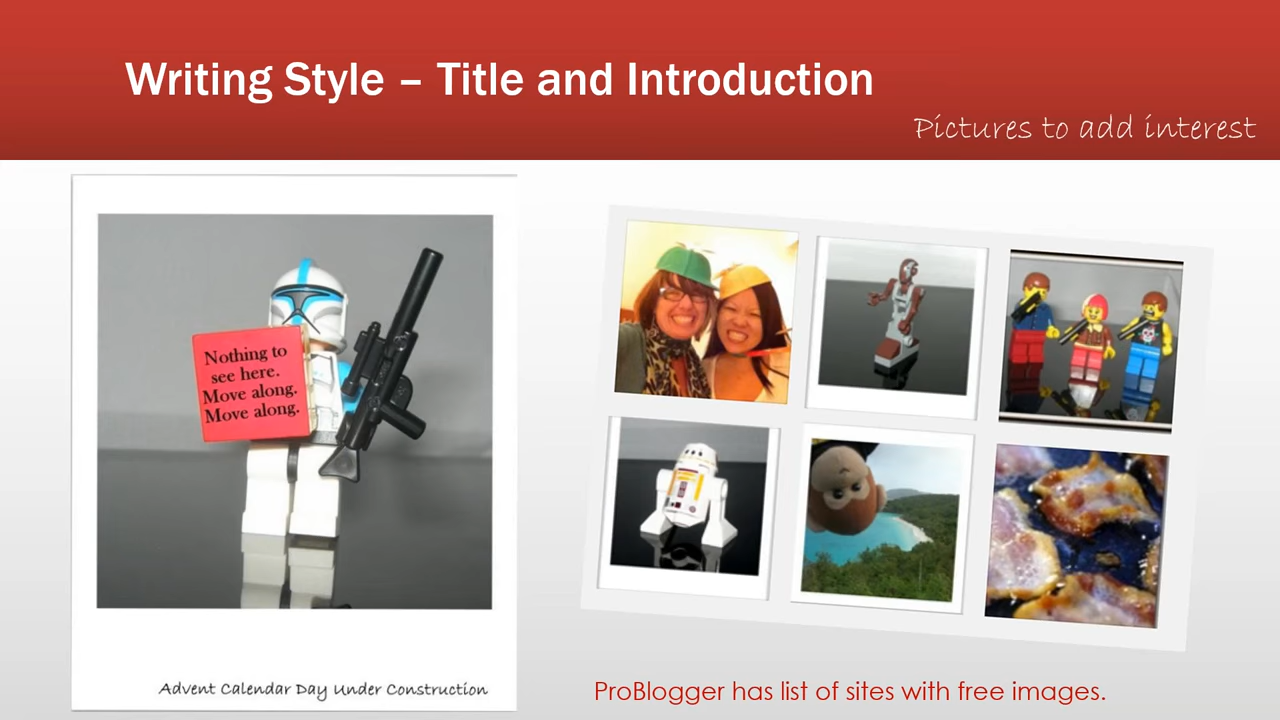 Writing Style – Title and Introduction
Pictures to add interest
Nothing to
see here.
Move along.
Move along.
Advent Calendar Day Under Construction
ProBlogger has list of sites with free images.